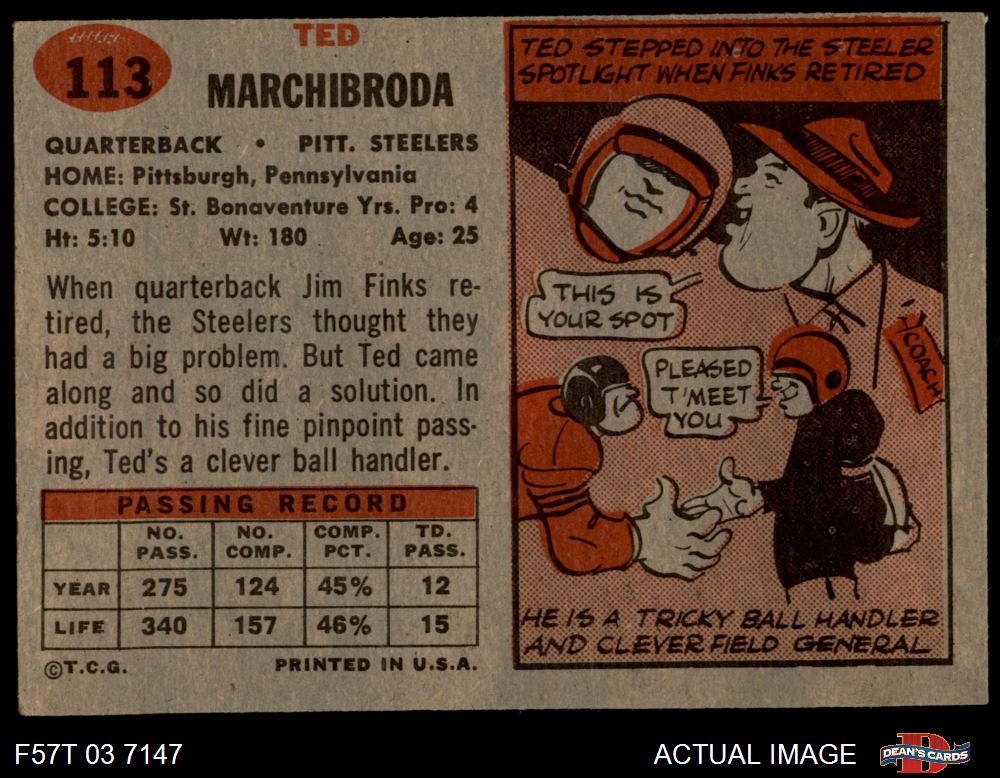 113
TED
MARCHIBRODA
QUARTERBACK • PITT. STEELERS
HOME: Pittsburgh, Pennsylvania
COLLEGE: St. Bonaventure Yrs. Pro: 4
Ht: 5:10 Wt: 180 Age: 25
When quarterback Jim Finks re-
tired, the Steelers thought they
had a big problem. But Ted came
along and so did a solution. In
addition to his fine pinpoint pass-
ing, Ted's a clever ball handler.
PASSING RECORD
NO. PASS. NO. COMP. COMP. PCT. TD. PASS.
YEAR 275 124 45% 12
LIFE 340 157 46% 15
©T.C.G. PRINTED IN U.S.A.
TED STEPPED INTO THE STEELER
SPOTLIGHT WHEN FINKS RETIRED
THIS IS
YOUR SPOT
PLEASED
T'MEET
YOU
COACH
HE IS A TRICKY BALL HANDLER
AND CLEVER FIELD GENERAL
F57T 03 7147
ACTUAL IMAGE
DEAN'S CARDS